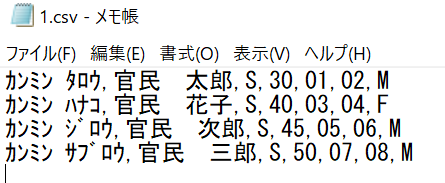 1.csv - メモ帳
ファイル(F) 編集(E) 書式(O) 表示(V) ヘルプ(H)
ｶﾝﾐﾝ ﾀﾛｳ,官民　太郎,S,30,01,02,M
ｶﾝﾐﾝ ﾊﾅｺ,官民　花子,S,40,03,04,F
ｶﾝﾐﾝ ｼﾞﾛｳ,官民　次郎,S,45,05,06,M
ｶﾝﾐﾝ ｻﾌﾞﾛｳ,官民　三郎,S,50,07,08,M